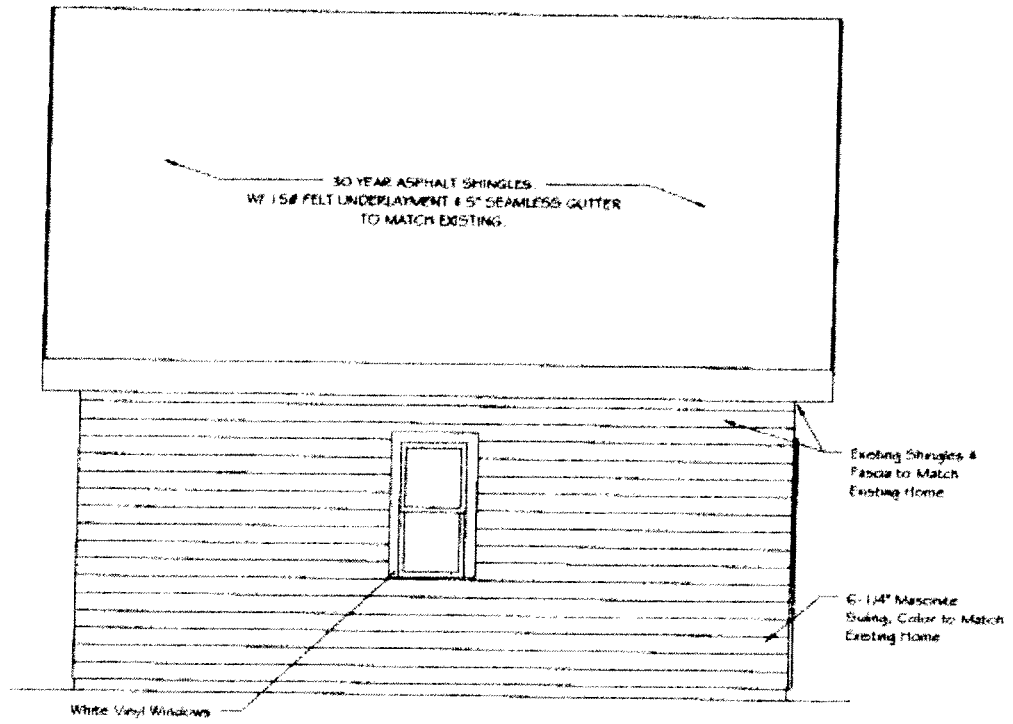 30 YEAR ASPHALT SHINGLES
W/ 15# FELT UNDERLAYMENT & 5" SEAMLESS GUTTER
TO MATCH EXISTING.
Existing Shingles &
Fascia to Match
Existing Home
6-1/4" Masonite
Siding, Color to Match
Existing Home
White Vinyl Windows